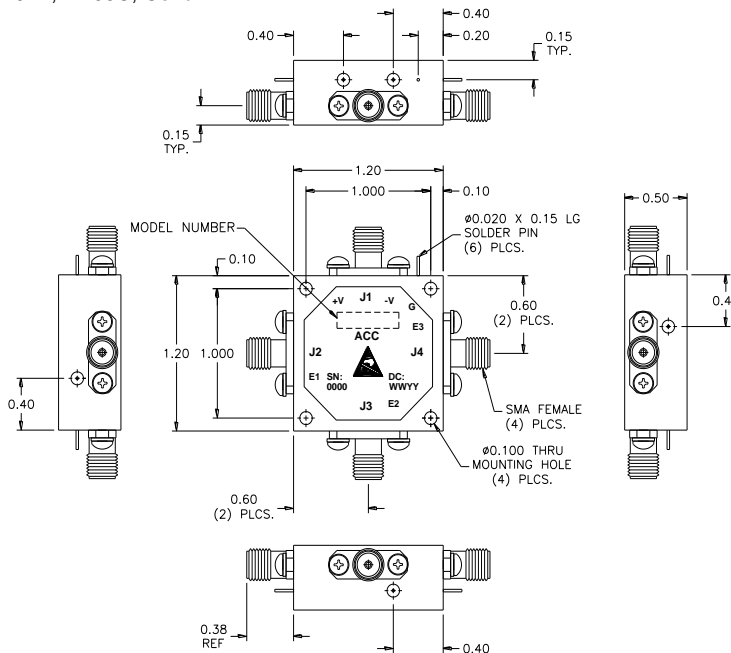 0.40
0.40
0.20
0.15
TYP.
0.15
TYP.
1.20
1.000
0.10
0.50
MODEL NUMBER
Ø0.020 X 0.15 LG
SOLDER PIN
(6) PLCS.
0.10
0.60
(2) PLCS.
0.4
1.20
1.000
+V J1 -V
G
E3
ACC
J2 J4
E1 SN: DC:
0000 WWYY
J3 E2
0.40
SMA FEMALE
(4) PLCS.
Ø0.100 THRU
MOUNTING HOLE
(4) PLCS.
0.60
(2) PLCS.
0.38
REF
0.40